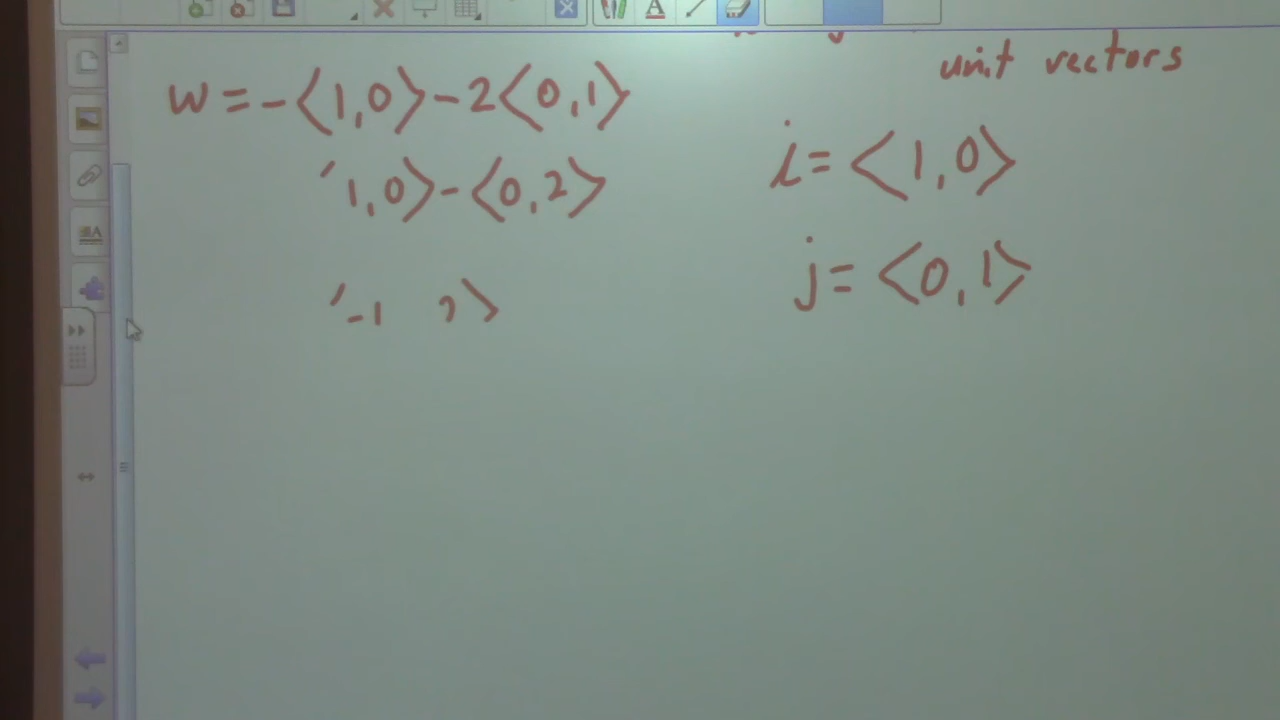 unit vectors
w = -⟨1,0⟩ - 2⟨0,1⟩
1,0⟩ - ⟨0,2⟩
i = ⟨1,0⟩
j = ⟨0,1⟩
-1